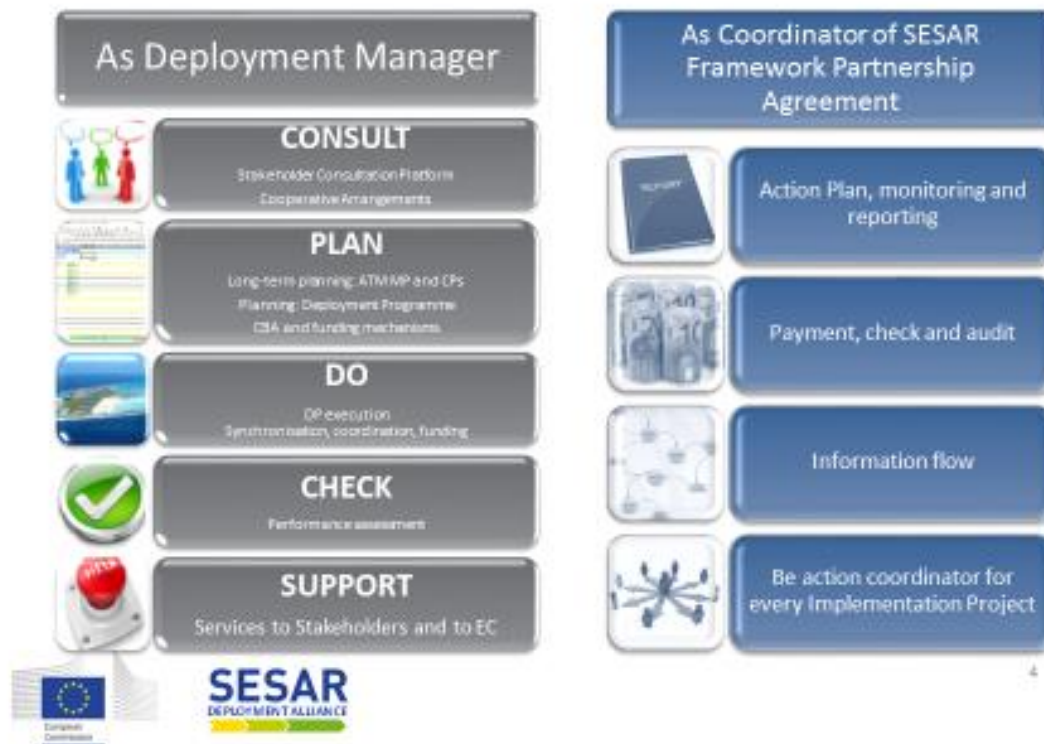 As Deployment Manager
CONSULT
Stakeholder Consultation Platform
Cooperative Arrangements
PLAN
Long-term planning: ATM MP and CPs
Planning: Deployment Programme
CBA and funding mechanisms
DO
DP execution
Synchronisation, coordination, funding
CHECK
Performance assessment
SUPPORT
Services to Stakeholders and to EC
As Coordinator of SESAR
Framework Partnership
Agreement
REPORT
Action Plan, monitoring and
reporting
Payment, check and audit
Information flow
Be action coordinator for
every Implementation Project
European
Commission
SESAR
DEPLOYMENT ALLIANCE
4